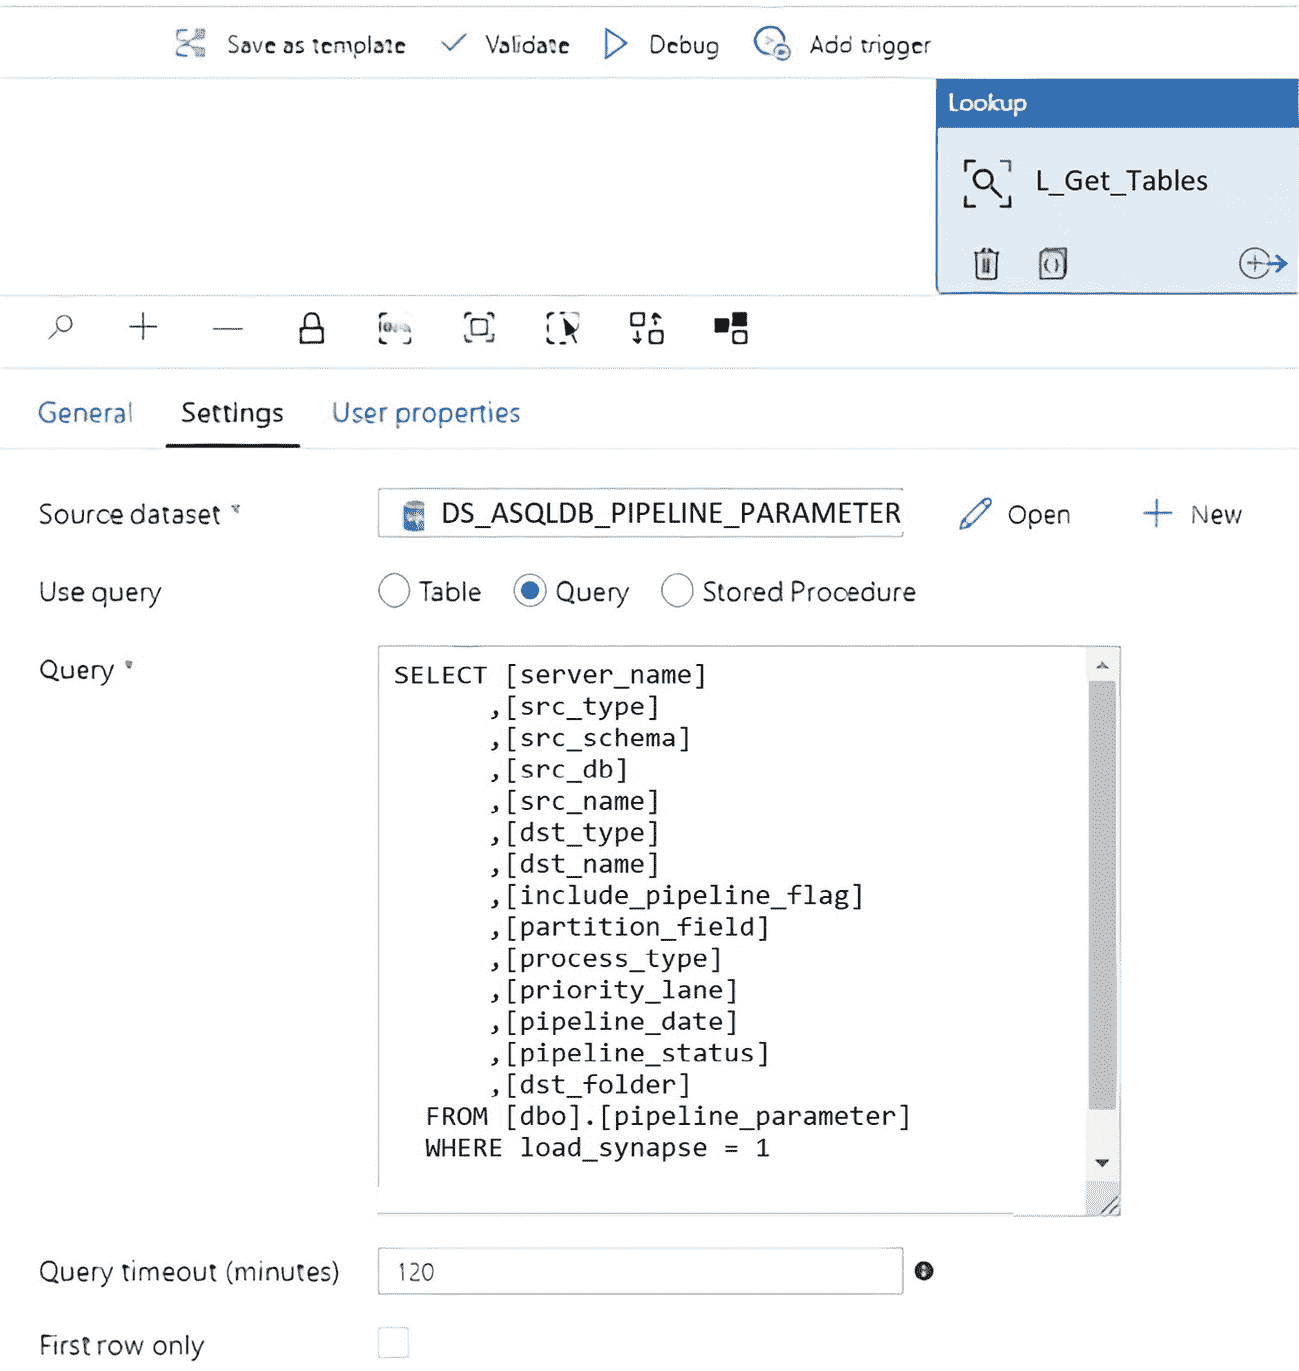 Save as template Validate Debug Add trigger
Lookup
L_Get_Tables
General Settings User properties
Source dataset * DS_ASQLDB_PIPELINE_PARAMETER Open New
Use query Table Query Stored Procedure
Query *
SELECT [server_name]
,[src_type]
,[src_schema]
,[src_db]
,[src_name]
,[dst_type]
,[dst_name]
,[include_pipeline_flag]
,[partition_field]
,[process_type]
,[priority_lane]
,[pipeline_date]
,[pipeline_status]
,[dst_folder]
FROM [dbo].[pipeline_parameter]
WHERE load_synapse = 1
Query timeout (minutes) 120
First row only